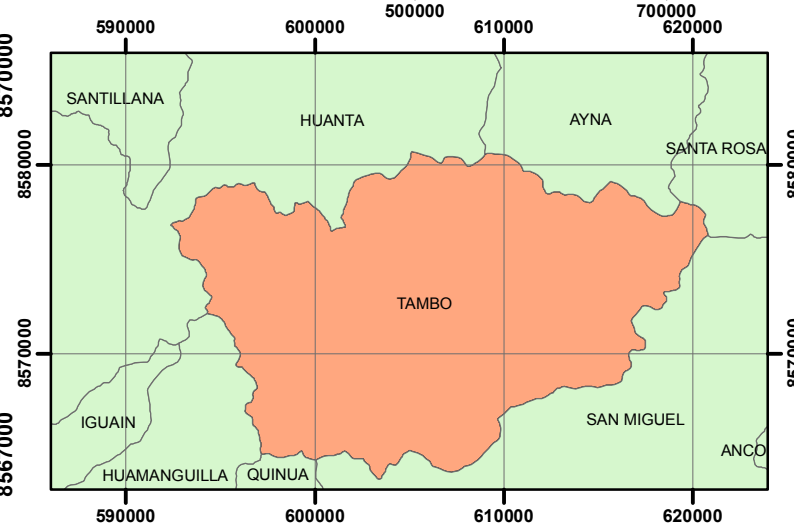 500000
700000
590000
600000
610000
620000
8570000
SANTILLANA
HUANTA
AYNA
SANTA ROSA
8580000
8580000
TAMBO
8570000
8570000
IGUAIN
SAN MIGUEL
ANCO
8567000
HUAMANGUILLA
QUINUA
590000
600000
610000
620000